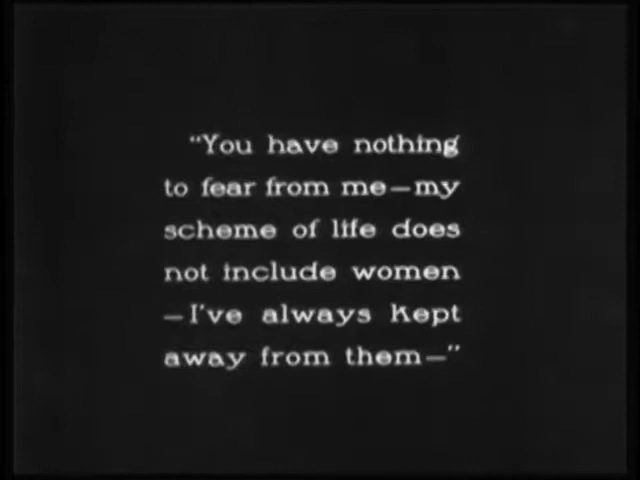 "You have nothing
to fear from me—my
scheme of life does
not include women
—I've always kept
away from them—"